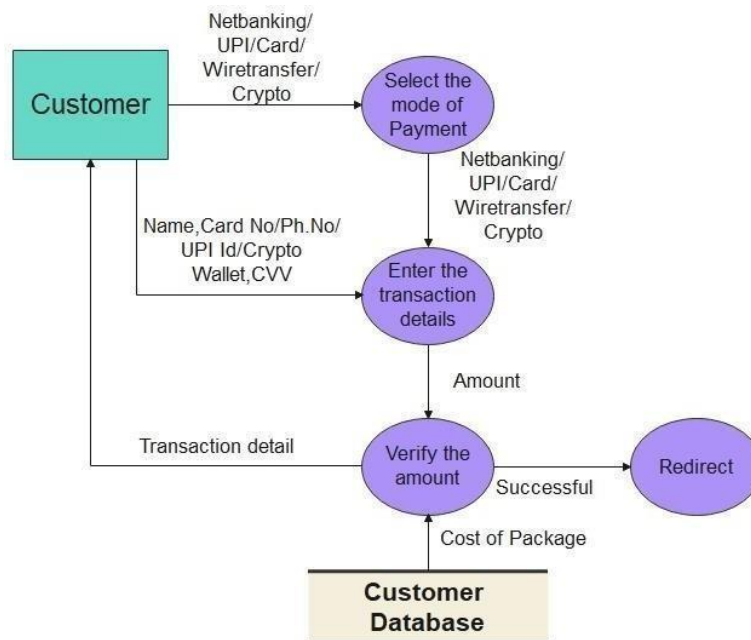 Netbanking/
UPI/Card/
Wiretransfer/
Crypto
Customer
Select the
mode of
Payment
Netbanking/
UPI/Card/
Wiretransfer/
Crypto
Name,Card No/Ph.No/
UPI Id/Crypto
Wallet,CVV
Enter the
transaction
details
Amount
Transaction detail
Verify the
amount
Successful
Redirect
Cost of Package
Customer
Database